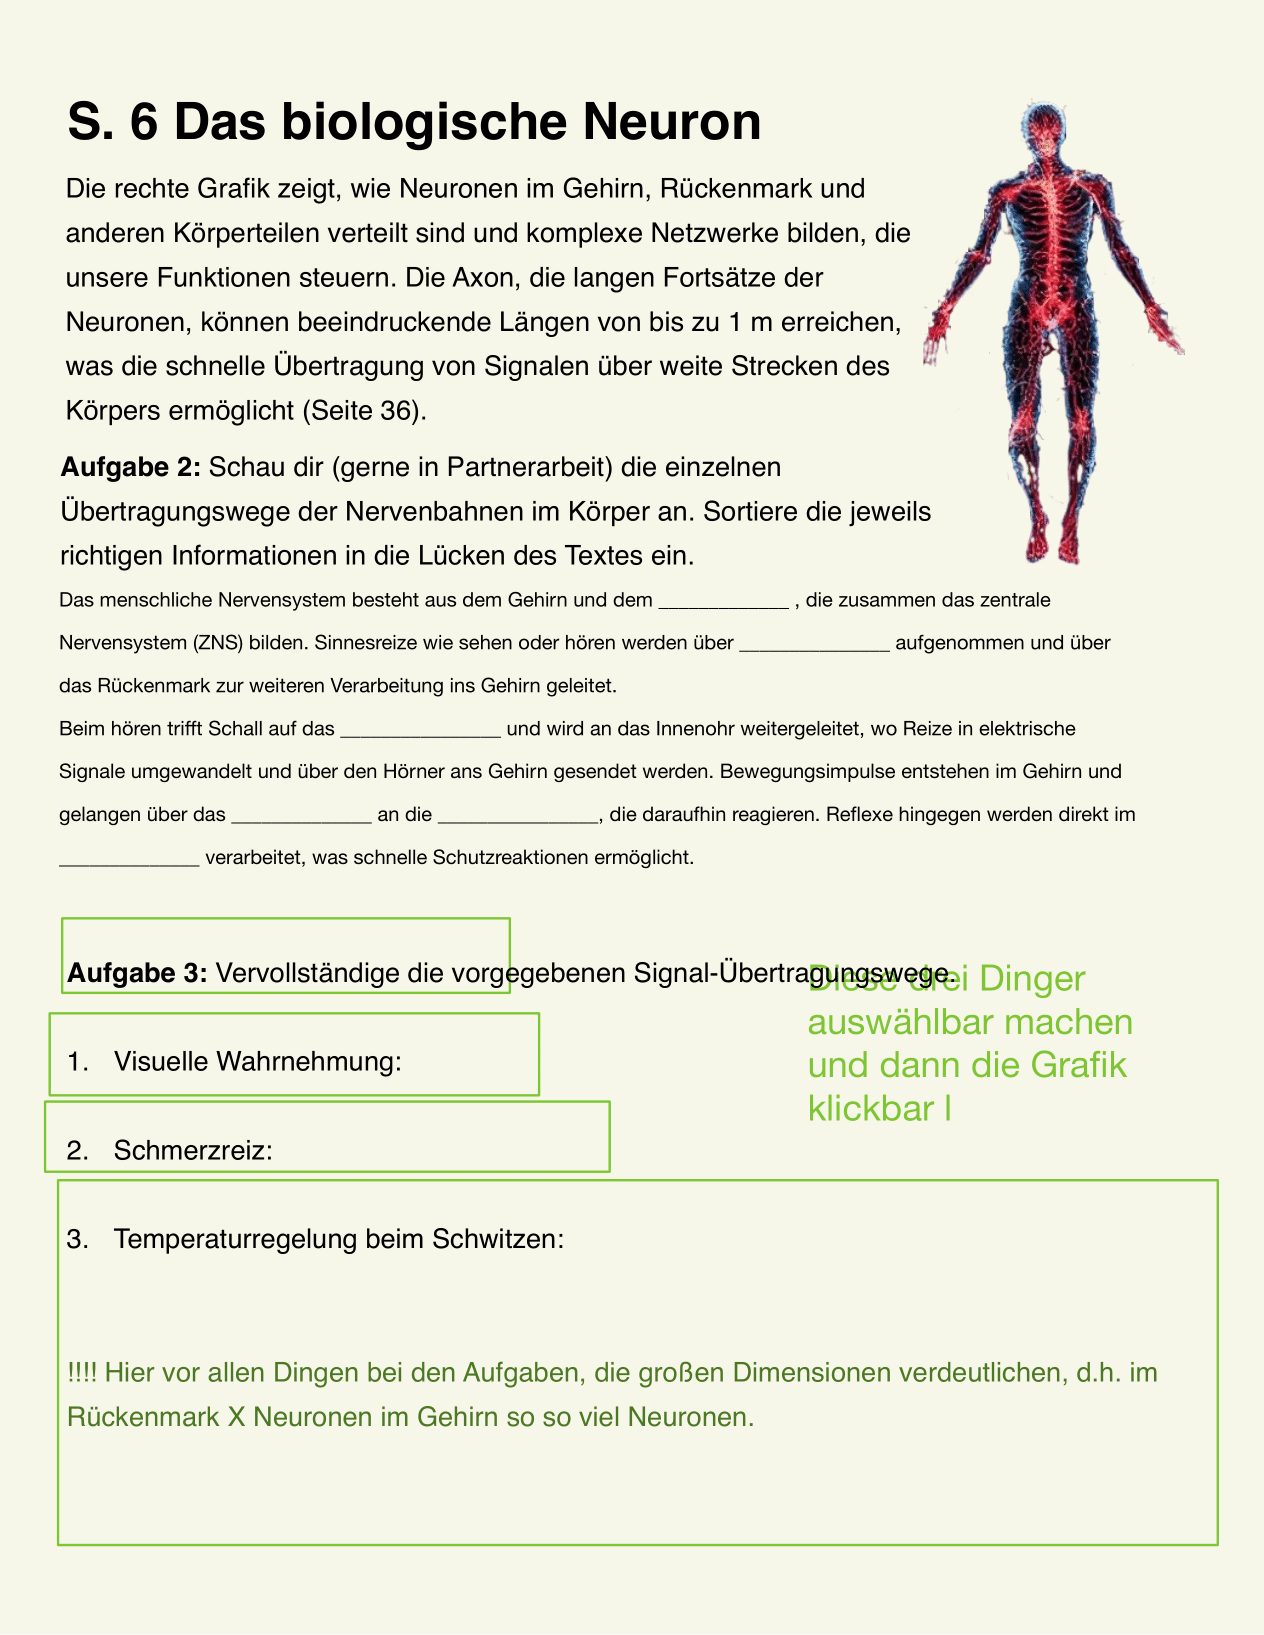 S. 6 Das biologische Neuron
Die rechte Grafik zeigt, wie Neuronen im Gehirn, Rückenmark und
anderen Körperteilen verteilt sind und komplexe Netzwerke bilden, die
unsere Funktionen steuern. Die Axon, die langen Fortsätze der
Neuronen, können beeindruckende Längen von bis zu 1 m erreichen,
was die schnelle Übertragung von Signalen über weite Strecken des
Körpers ermöglicht (Seite 36).
Aufgabe 2: Schau dir (gerne in Partnerarbeit) die einzelnen
Übertragungswege der Nervenbahnen im Körper an. Sortiere die jeweils
richtigen Informationen in die Lücken des Textes ein.
Das menschliche Nervensystem besteht aus dem Gehirn und dem _____________ , die zusammen das zentrale
Nervensystem (ZNS) bilden. Sinnesreize wie sehen oder hören werden über _______________ aufgenommen und über
das Rückenmark zur weiteren Verarbeitung ins Gehirn geleitet.
Beim hören trifft Schall auf das ________________ und wird an das Innenohr weitergeleitet, wo Reize in elektrische
Signale umgewandelt und über den Hörner ans Gehirn gesendet werden. Bewegungsimpulse entstehen im Gehirn und
gelangen über das ______________ an die ________________, die daraufhin reagieren. Reflexe hingegen werden direkt im
______________ verarbeitet, was schnelle Schutzreaktionen ermöglicht.
Aufgabe 3: Vervollständige die vorgegebenen Signal-Übertragungswege.
Diese drei Dinger
auswählbar machen
und dann die Grafik
klickbar l
1. Visuelle Wahrnehmung:
2. Schmerzreiz:
3. Temperaturregelung beim Schwitzen:
!!!! Hier vor allen Dingen bei den Aufgaben, die großen Dimensionen verdeutlichen, d.h. im
Rückenmark X Neuronen im Gehirn so so viel Neuronen.